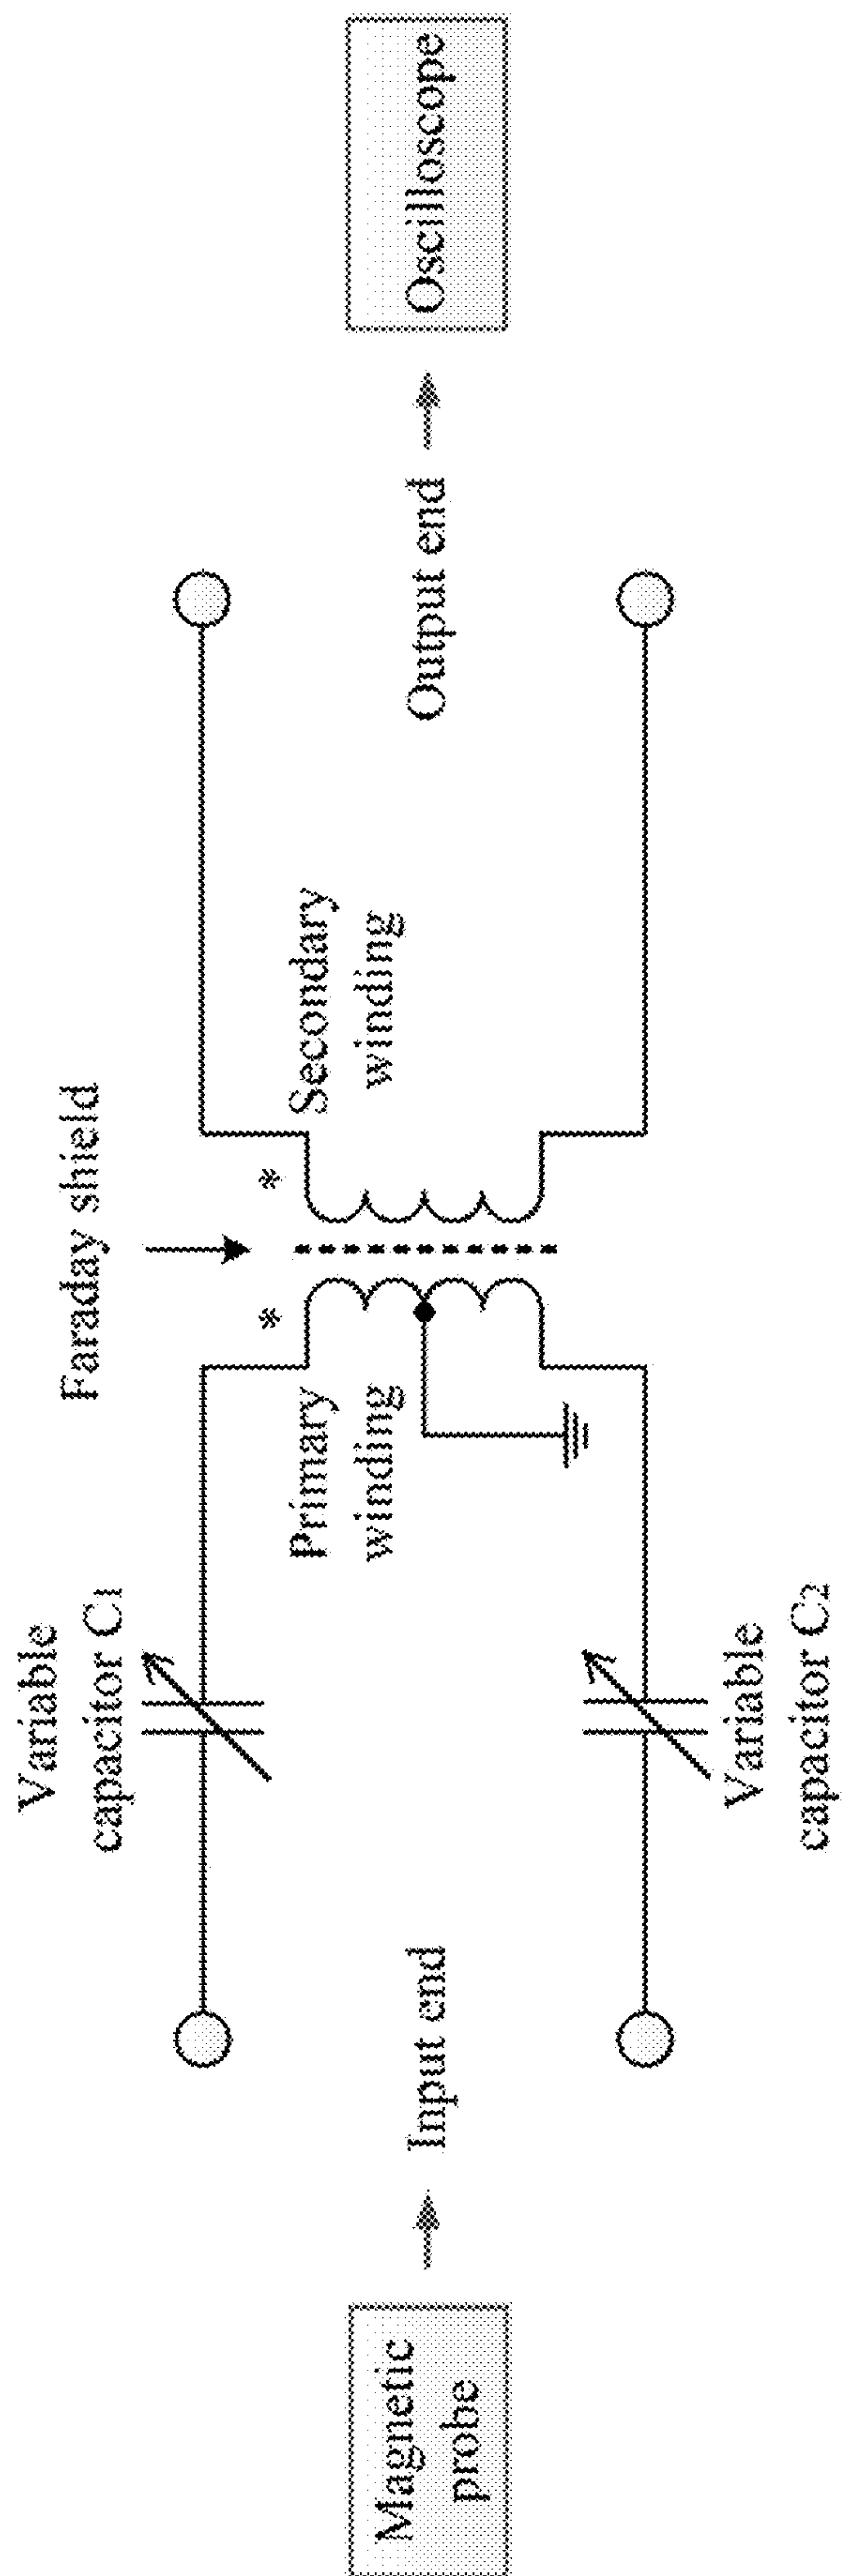 Magnetic
probe
Input end
Variable
capacitor C1
Variable
capacitor C2
Primary
winding
*
Faraday shield
*
Secondary
winding
Output end
Oscilloscope